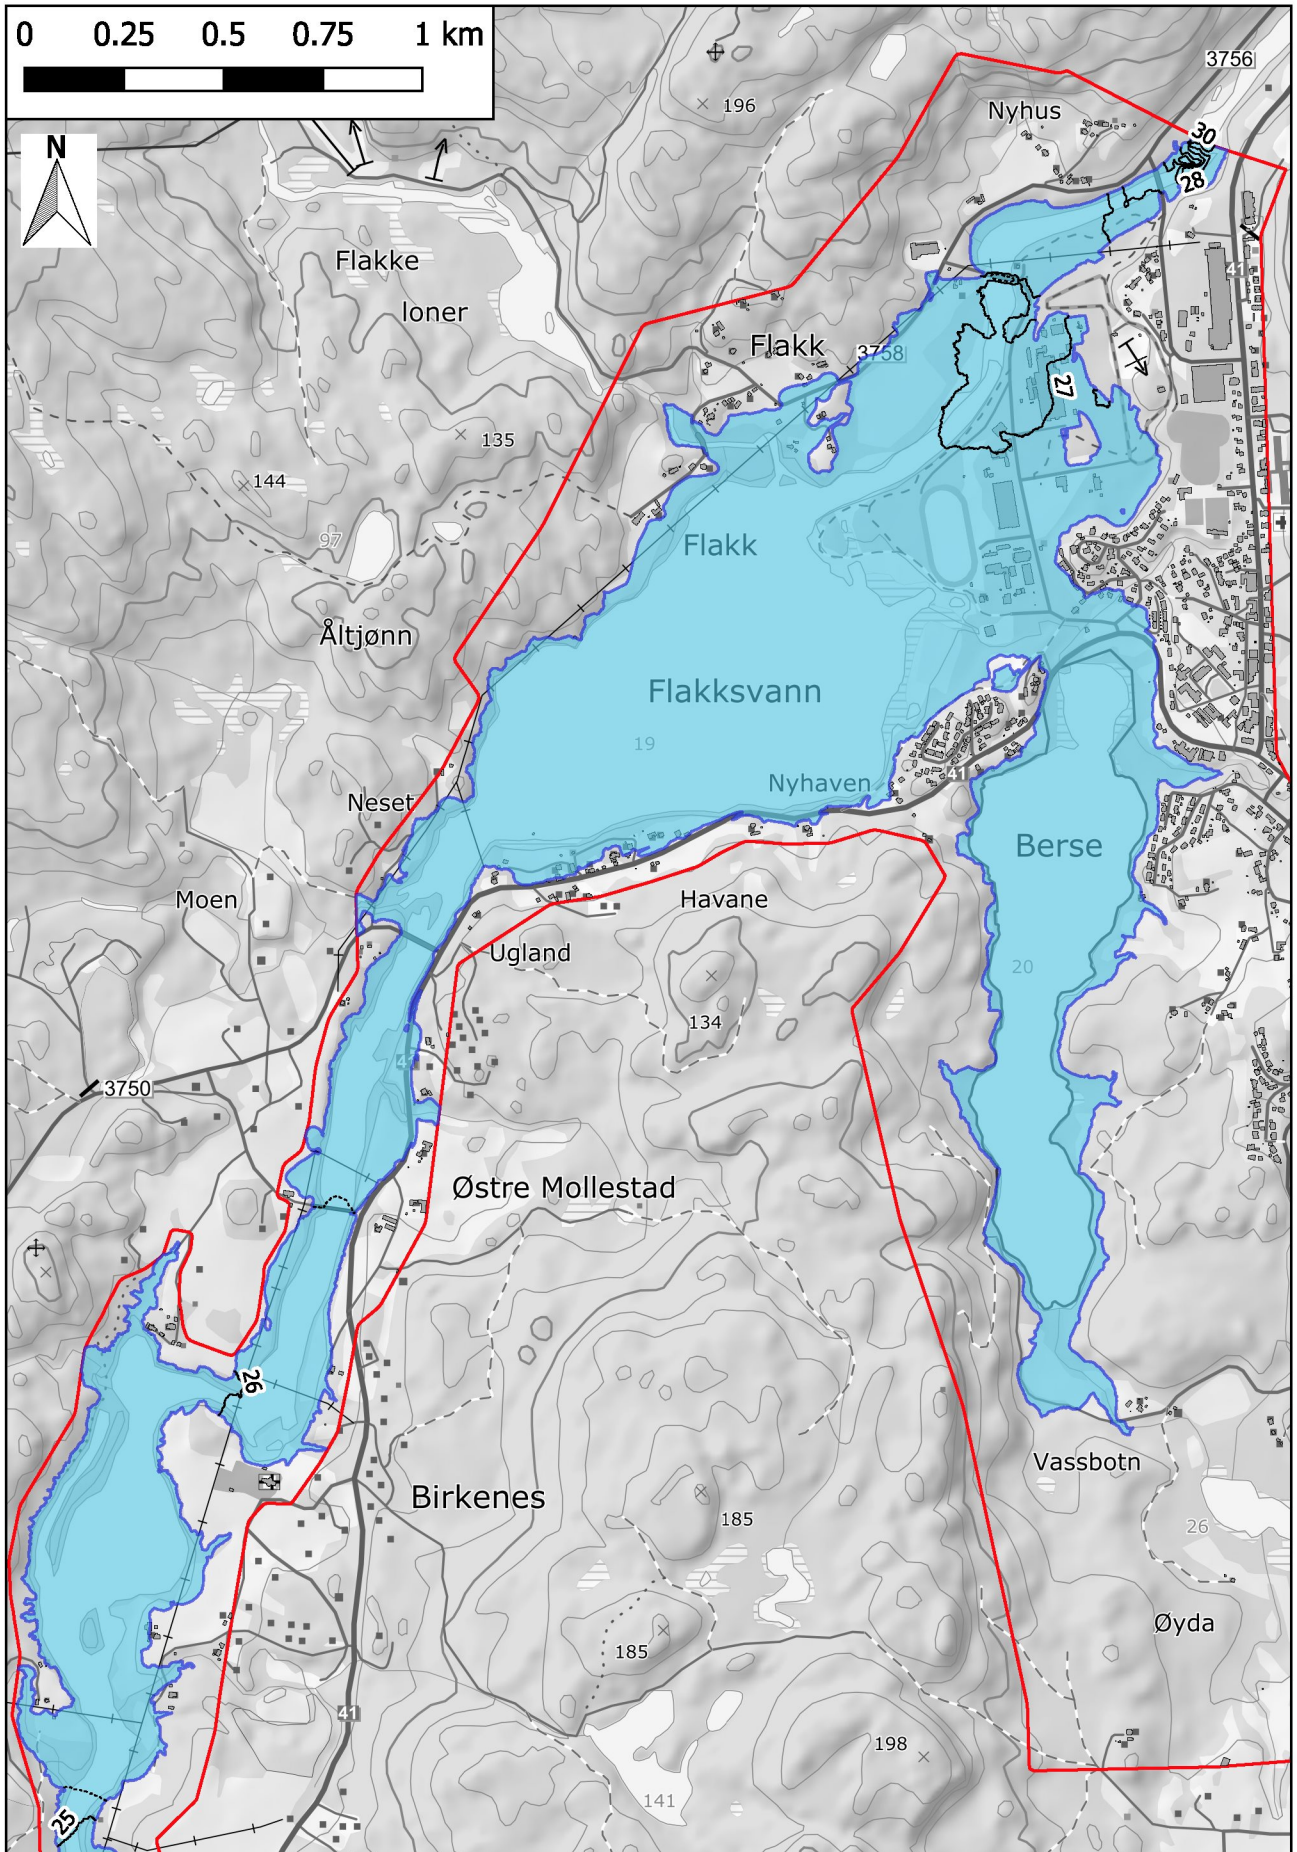 0 0.25 0.5 0.75 1 km
N
3756
196
Nyhus
30
28
Flakke
loner
41
Flakk
3758
27
135
144
97
Flakk
Åltjønn
Flakksvann
19
Nyhaven
41
Neset
Berse
Moen
Havane
Ugland
20
134
41
3750
Østre Mollestad
26
Birkenes
Vassbotn
185
26
Øyda
185
41
198
141
25